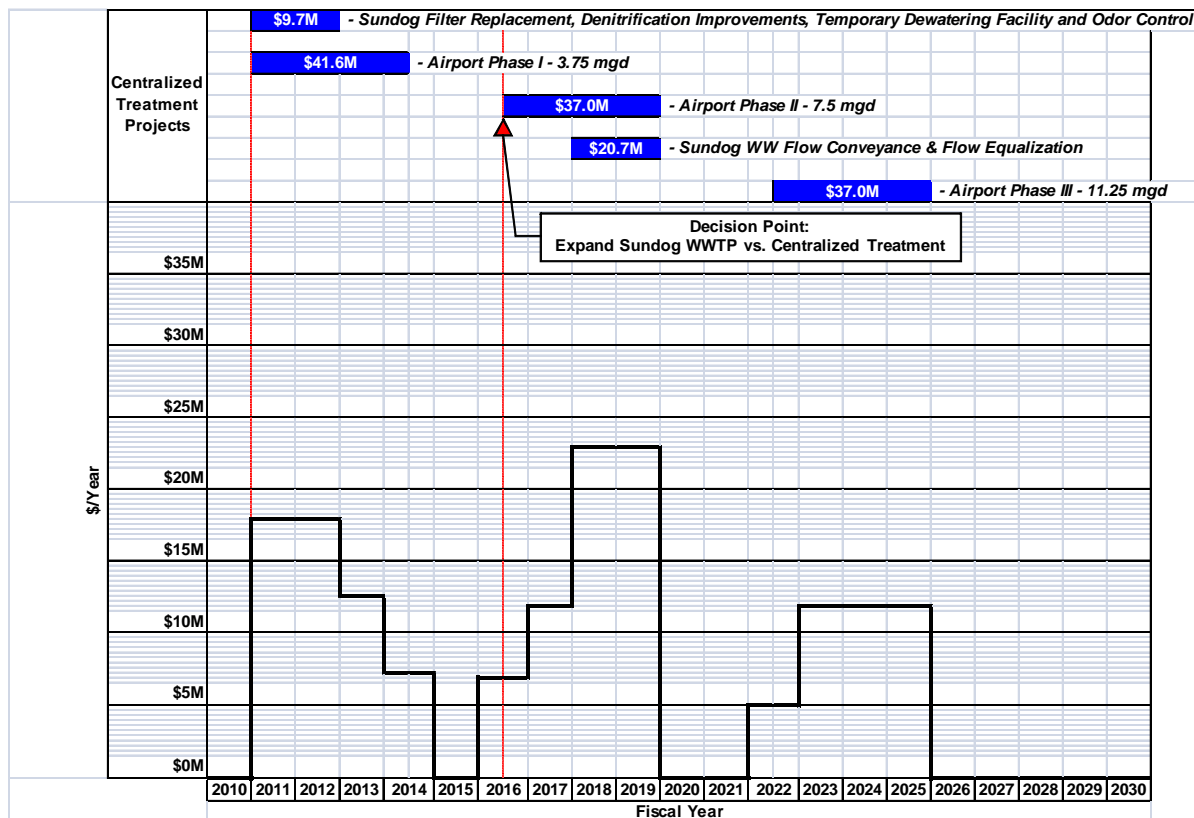 $9.7M - Sundog Filter Replacement, Denitrification Improvements, Temporary Dewatering Facility and Odor Control
$41.6M - Airport Phase I - 3.75 mgd
Centralized
Treatment
Projects
$37.0M - Airport Phase II - 7.5 mgd
$20.7M - Sundog WW Flow Conveyance & Flow Equalization
$37.0M - Airport Phase III - 11.25 mgd
Decision Point:
Expand Sundog WWTP vs. Centralized Treatment
$35M
$30M
$25M
$20M
$15M
$10M
$5M
$0M
$/Year
2010 2011 2012 2013 2014 2015 2016 2017 2018 2019 2020 2021 2022 2023 2024 2025 2026 2027 2028 2029 2030
Fiscal Year